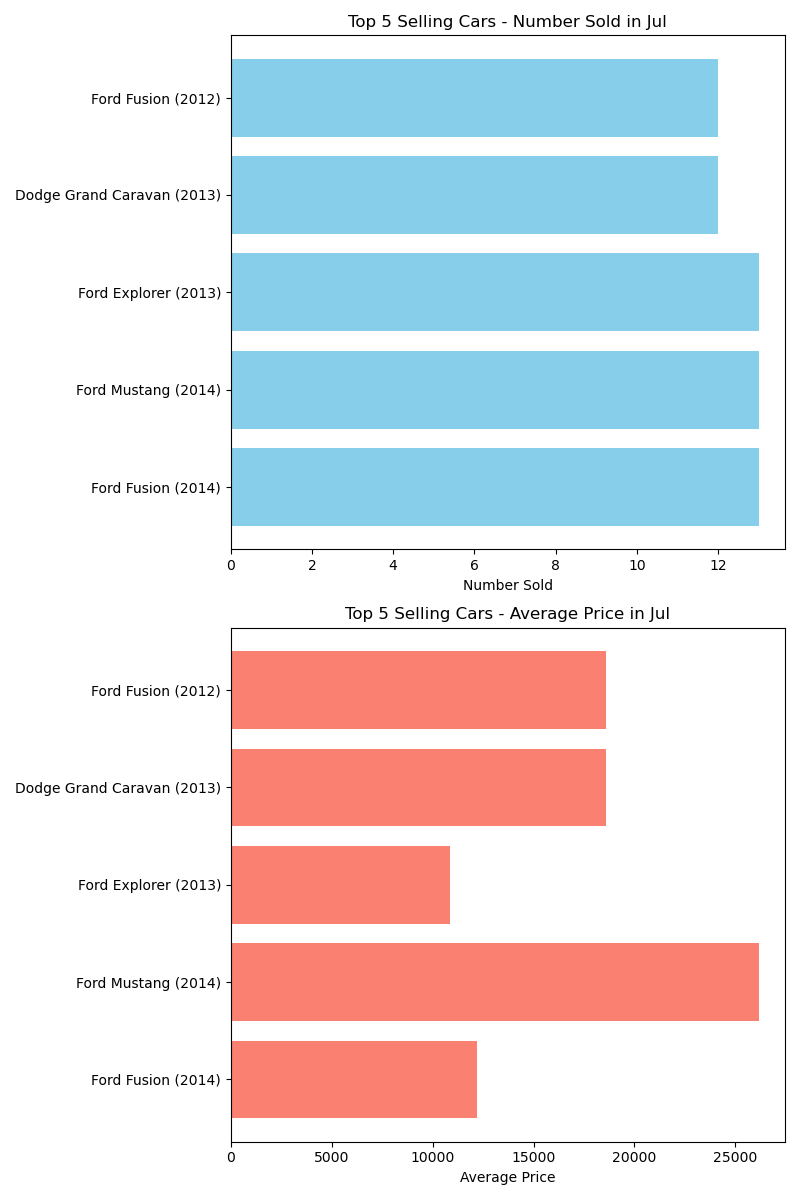 Top 5 Selling Cars - Number Sold in Jul
Ford Fusion (2012)
Dodge Grand Caravan (2013)
Ford Explorer (2013)
Ford Mustang (2014)
Ford Fusion (2014)
0 2 4 6 8 10 12
Number Sold
Top 5 Selling Cars - Average Price in Jul
Ford Fusion (2012)
Dodge Grand Caravan (2013)
Ford Explorer (2013)
Ford Mustang (2014)
Ford Fusion (2014)
0 5000 10000 15000 20000 25000
Average Price